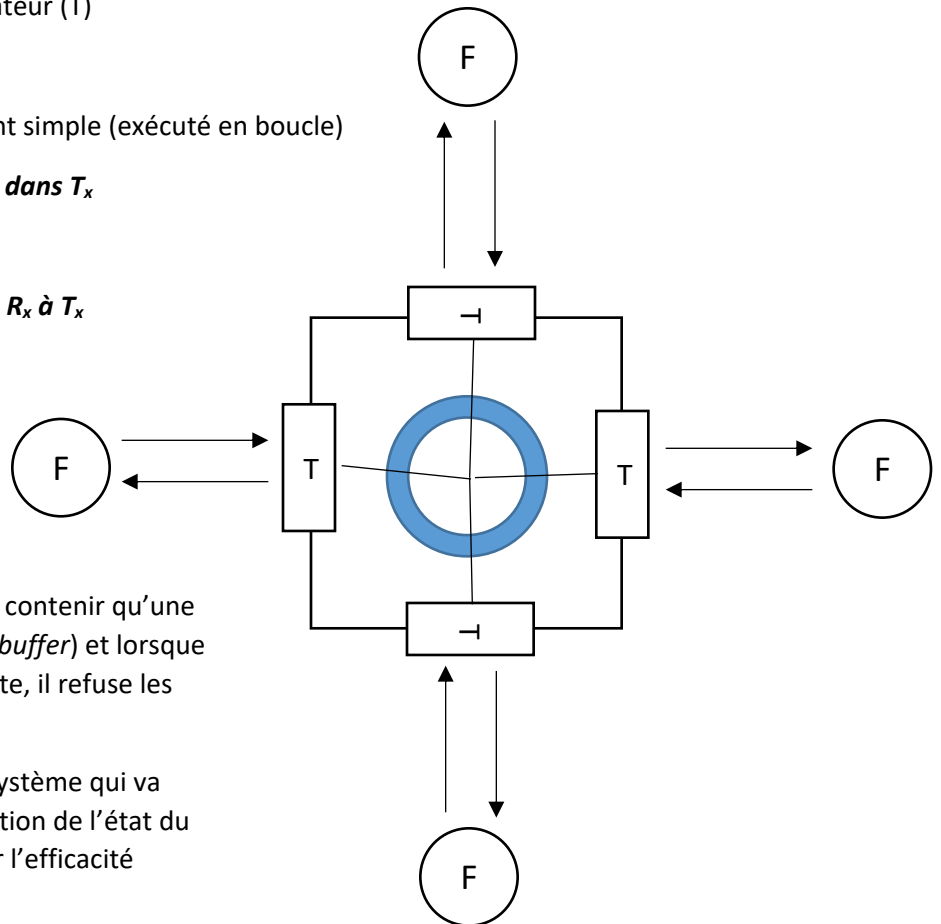 ateur (T)
F
nt simple (exécuté en boucle)
dans Tx
Rx à Tx
T
F
T
T
F
T
contenir qu’une
buffer) et lorsque
te, il refuse les
ystème qui va
tion de l’état du
r l’efficacité
F